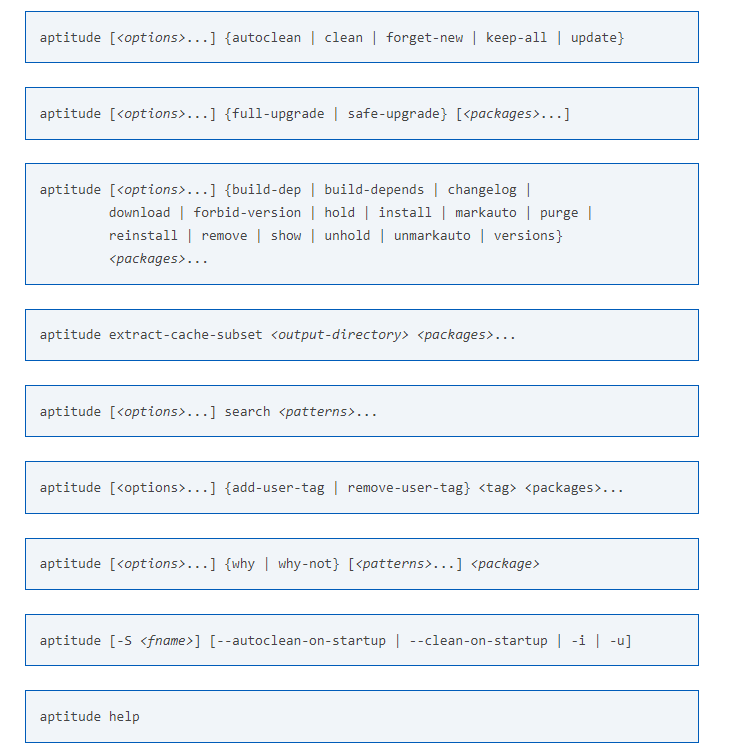 aptitude [<options>...] {autoclean | clean | forget-new | keep-all | update}
aptitude [<options>...] {full-upgrade | safe-upgrade} [<packages>...]
aptitude [<options>...] {build-dep | build-depends | changelog |
download | forbid-version | hold | install | markauto | purge |
reinstall | remove | show | unhold | unmarkauto | versions}
<packages>...
aptitude extract-cache-subset <output-directory> <packages>...
aptitude [<options>...] search <patterns>...
aptitude [<options>...] {add-user-tag | remove-user-tag} <tag> <packages>...
aptitude [<options>...] {why | why-not} [<patterns>...] <package>
aptitude [-S <fname>] [--autoclean-on-startup | --clean-on-startup | -i | -u]
aptitude help